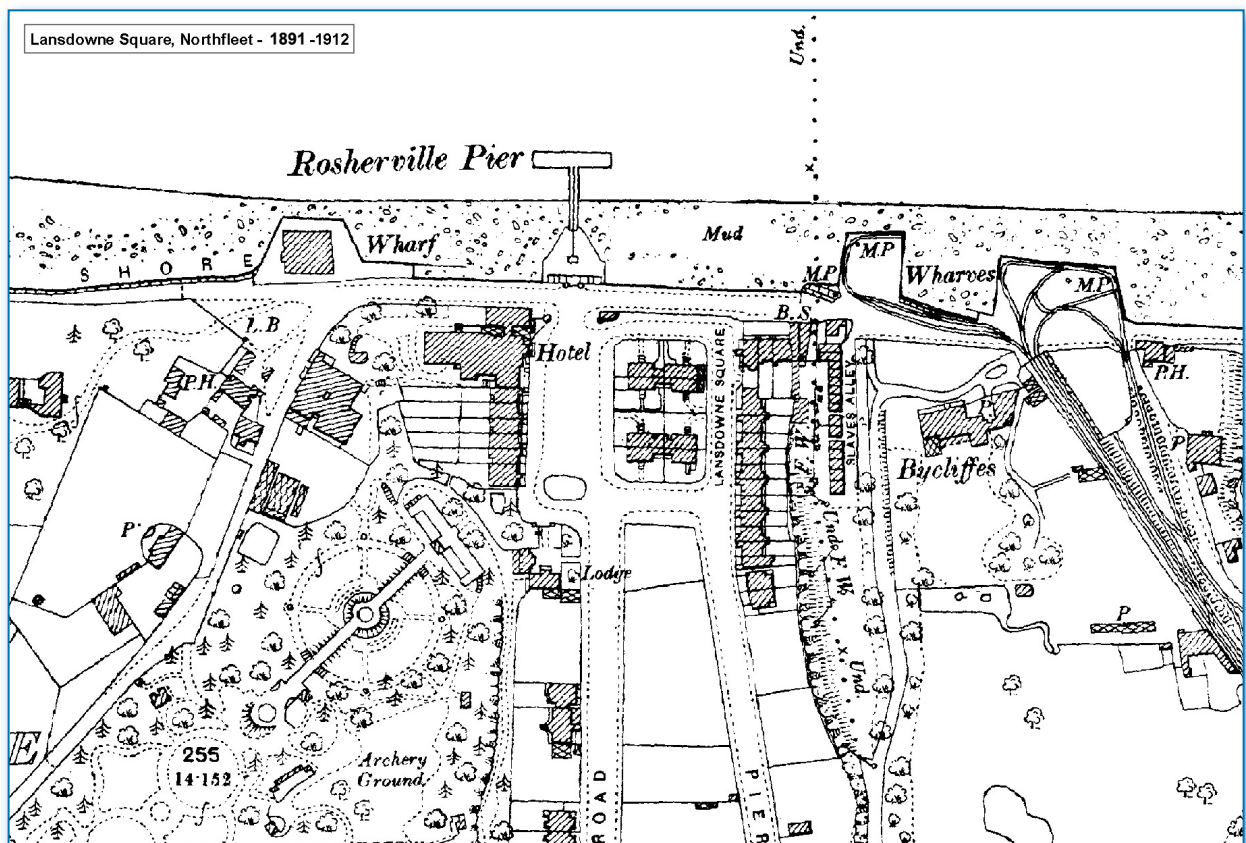 Lansdowne Square, Northfleet - 1891 -1912
Und.
Rosherville Pier
Mud
Wharf
SHORE
M.P
M.P
Wharves
M.P
B.S
L.B
Hotel
LANSDOWNE SQUARE
SLAVES ALLEY
P.H.
P.H.
P
F. W.
Bycliffes
P
Und.
F. W.
Lodge
P
Und
E
255
14·152
Archery
Ground
ROAD
PIER